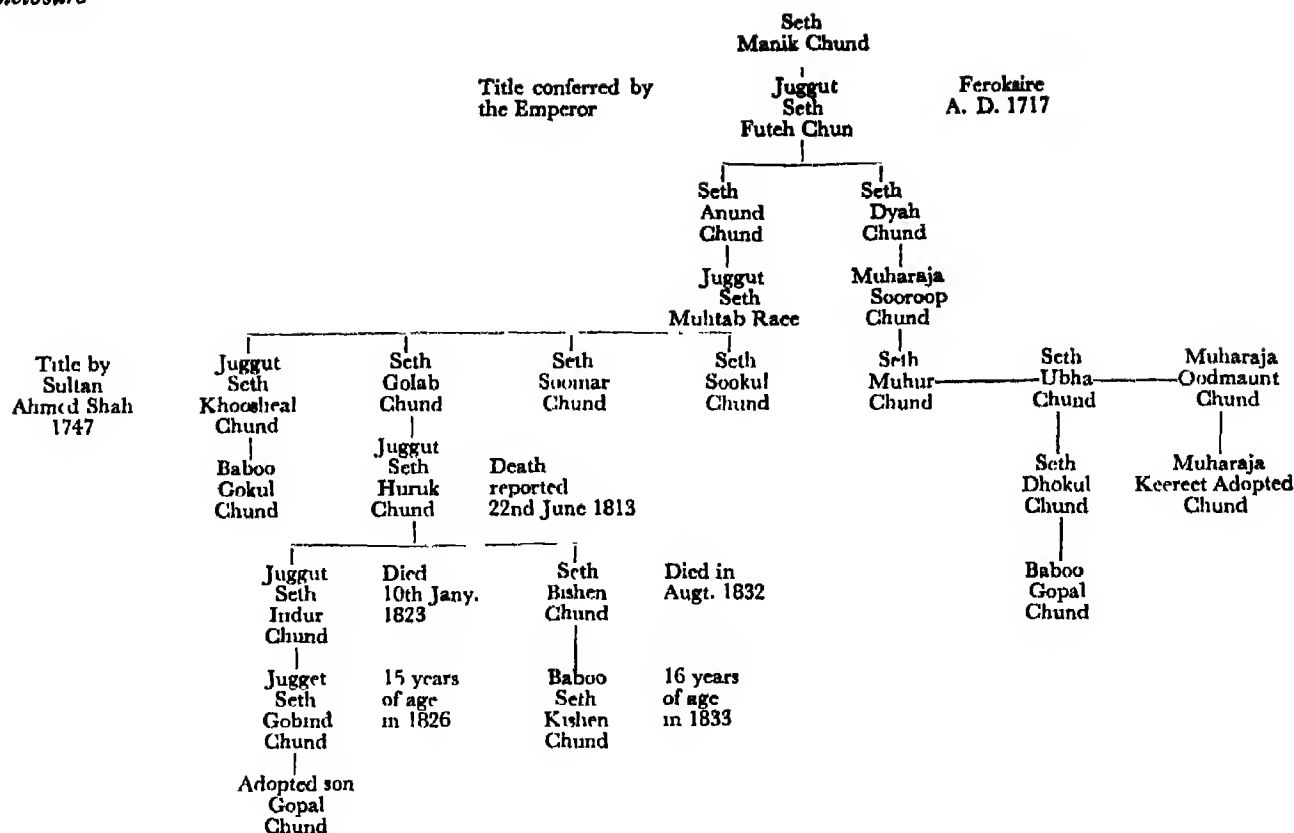 Seth
Manik Chund
Title conferred by
the Emperor
Juggut
Seth
Futeh Chun
Ferokaire
A. D. 1717
Seth
Anund
Chund
Seth
Dyah
Chund
Juggut
Seth
Muhtab Raee
Muharaja
Sooroop
Chund
Title by
Sultan
Ahmed Shah
1747
Juggut
Seth
Khoosheal
Chund
Seth
Golab
Chund
Seth
Soomar
Chund
Seth
Sookul
Chund
Seth
Muhur
Chund
Seth
Ubha
Chund
Muharaja
Oodmaunt
Chund
Baboo
Gokul
Chund
Juggut
Seth
Huruk
Chund
Death
reported
22nd June 1813
Seth
Dhokul
Chund
Muharaja
Keereet Adopted
Chund
Juggut
Seth
Indur
Chund
Died
10th Jany.
1823
Seth
Bishen
Chund
Died in
Augt. 1832
Baboo
Gopal
Chund
Jugget
Seth
Gobind
Chund
15 years
of age
in 1826
Baboo
Seth
Kishen
Chund
16 years
of age
in 1833
Adopted son
Gopal
Chund